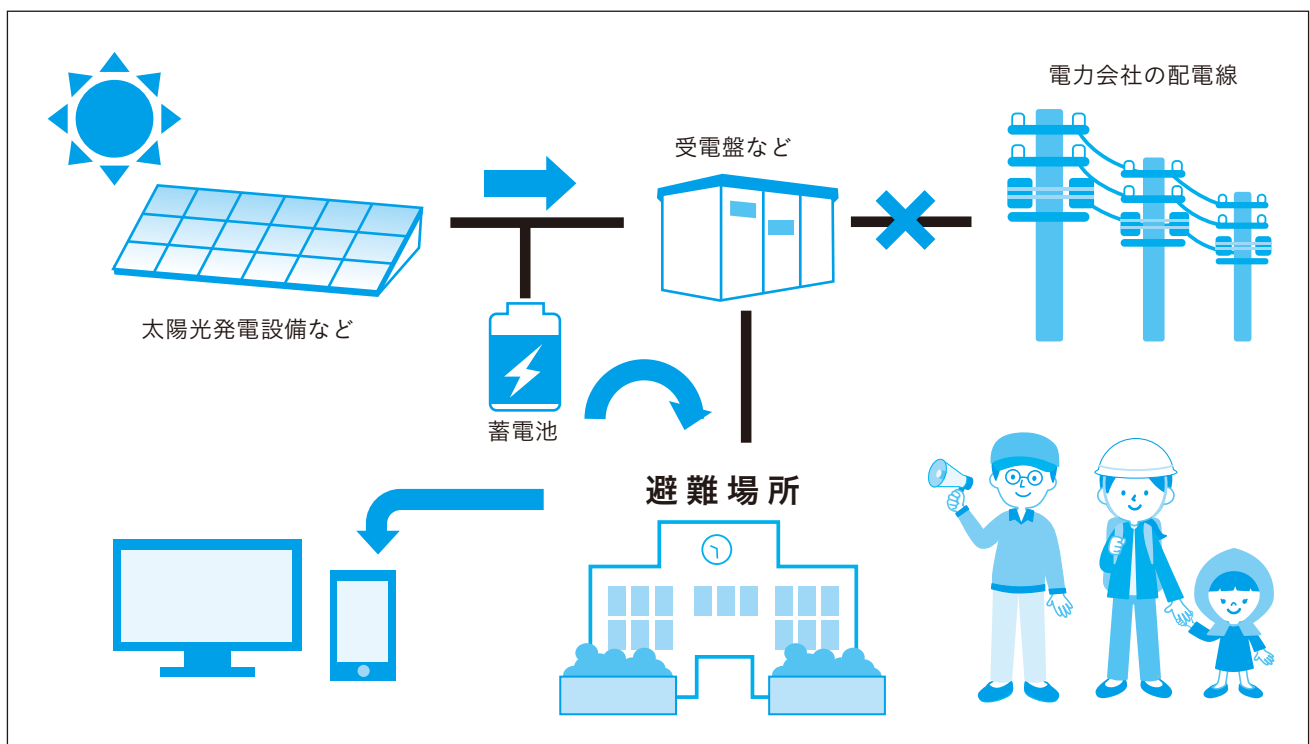 電力会社の配電線
受電盤など
太陽光発電設備など
蓄電池
避難場所